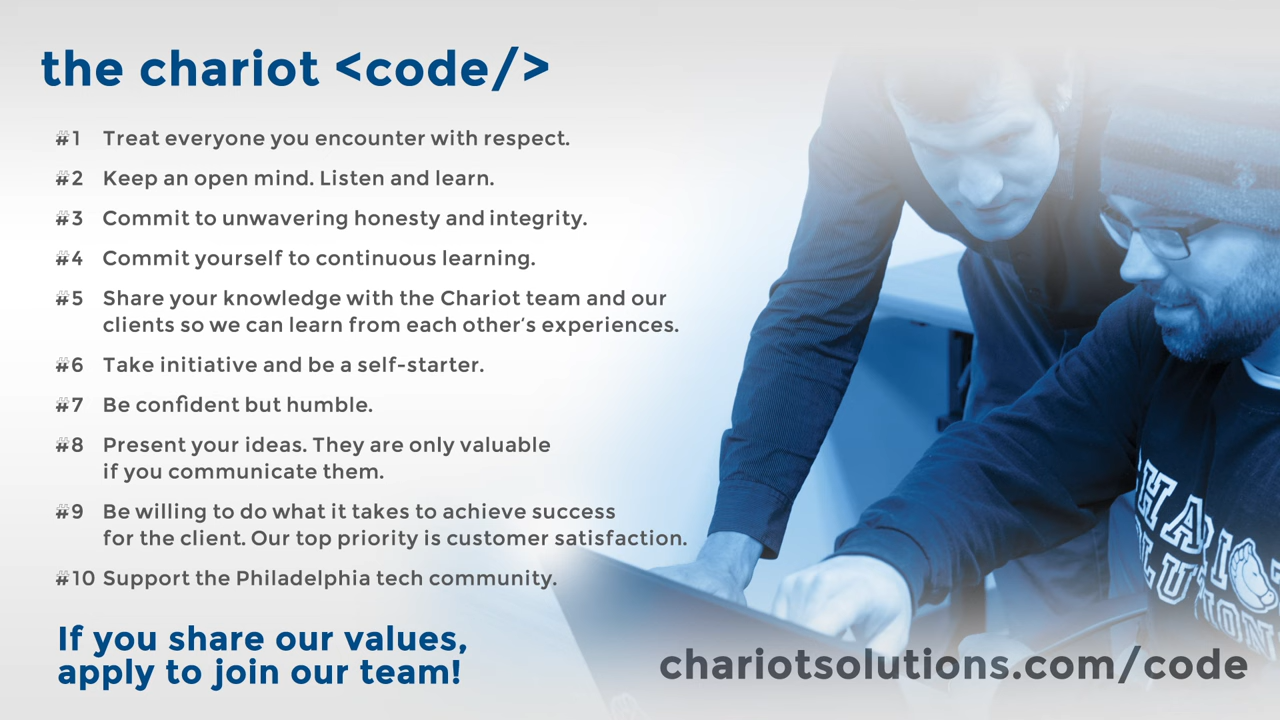 the chariot <code/>
#1 Treat everyone you encounter with respect.
#2 Keep an open mind. Listen and learn.
#3 Commit to unwavering honesty and integrity.
#4 Commit yourself to continuous learning.
#5 Share your knowledge with the Chariot team and our
clients so we can learn from each other's experiences.
#6 Take initiative and be a self-starter.
#7 Be confident but humble.
#8 Present your ideas. They are only valuable
if you communicate them.
#9 Be willing to do what it takes to achieve success
for the client. Our top priority is customer satisfaction.
#10 Support the Philadelphia tech community.
If you share our values,
apply to join our team!
chariotsolutions.com/code